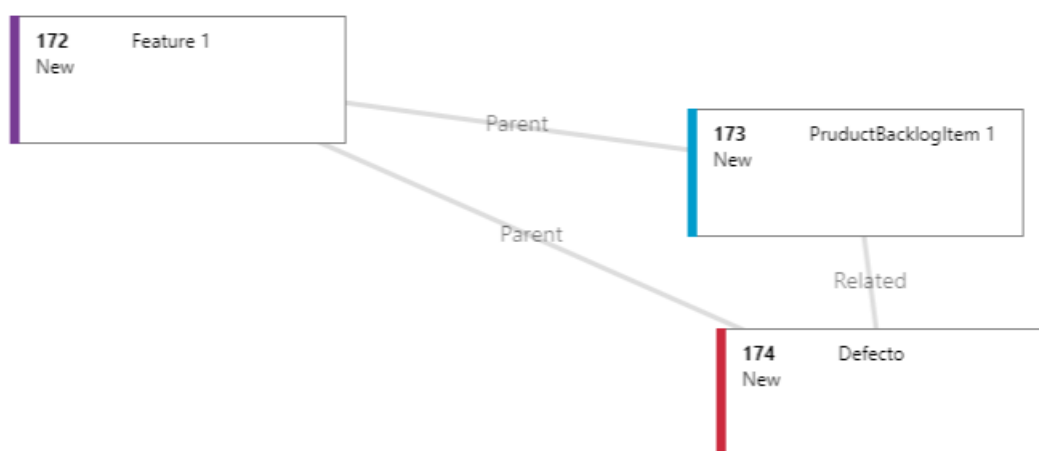 172 Feature 1
New
Parent
173 PruductBacklogItem 1
New
Parent
Related
174 Defecto
New